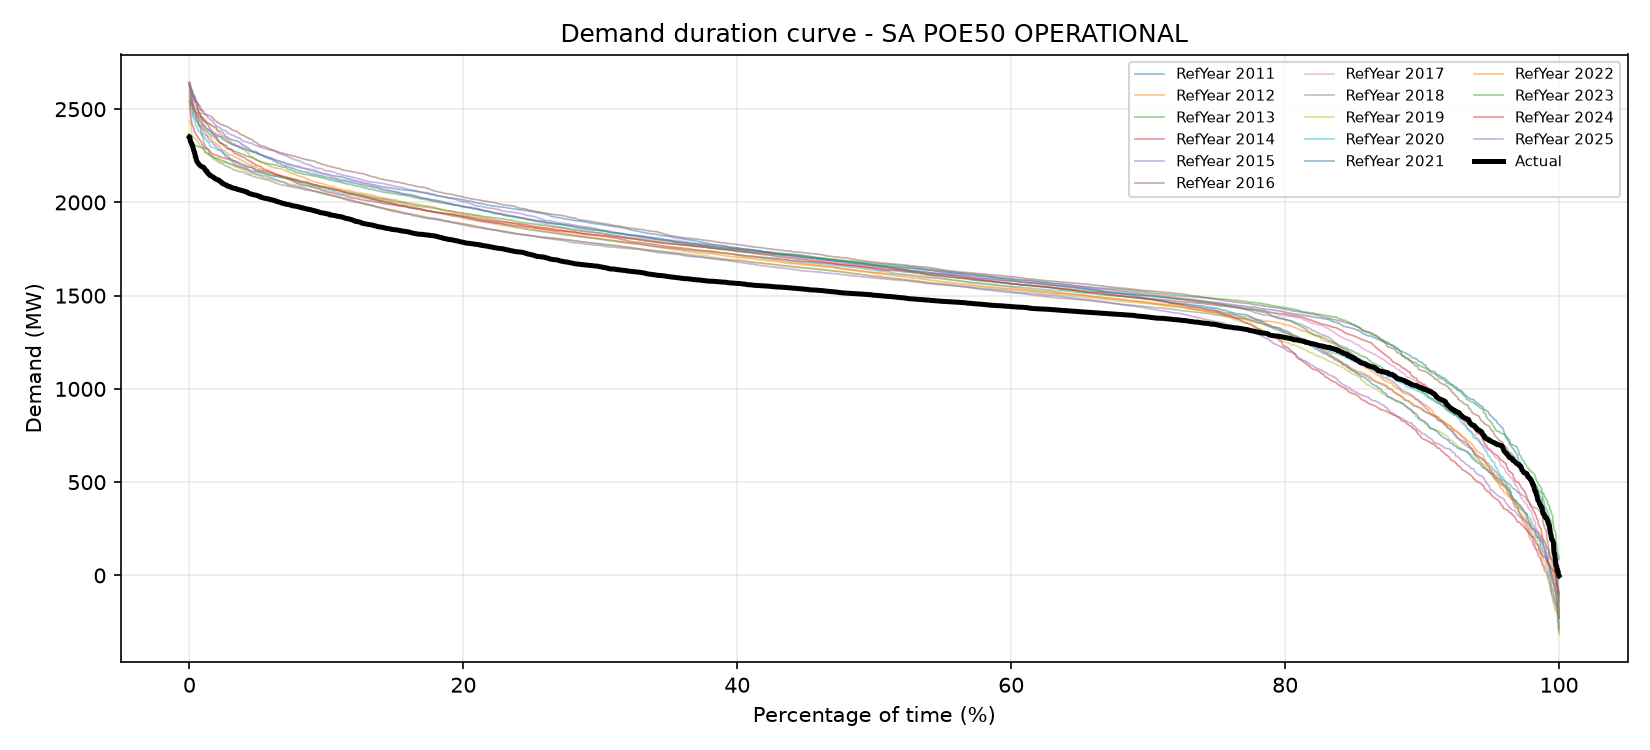 Demand duration curve - SA POE50 OPERATIONAL
RefYear 2011
RefYear 2012
RefYear 2013
RefYear 2014
RefYear 2015
RefYear 2016
RefYear 2017
RefYear 2018
RefYear 2019
RefYear 2020
RefYear 2021
RefYear 2022
RefYear 2023
RefYear 2024
RefYear 2025
Actual
Demand (MW)
2500
2000
1500
1000
500
0
0
20
40
60
80
100
Percentage of time (%)